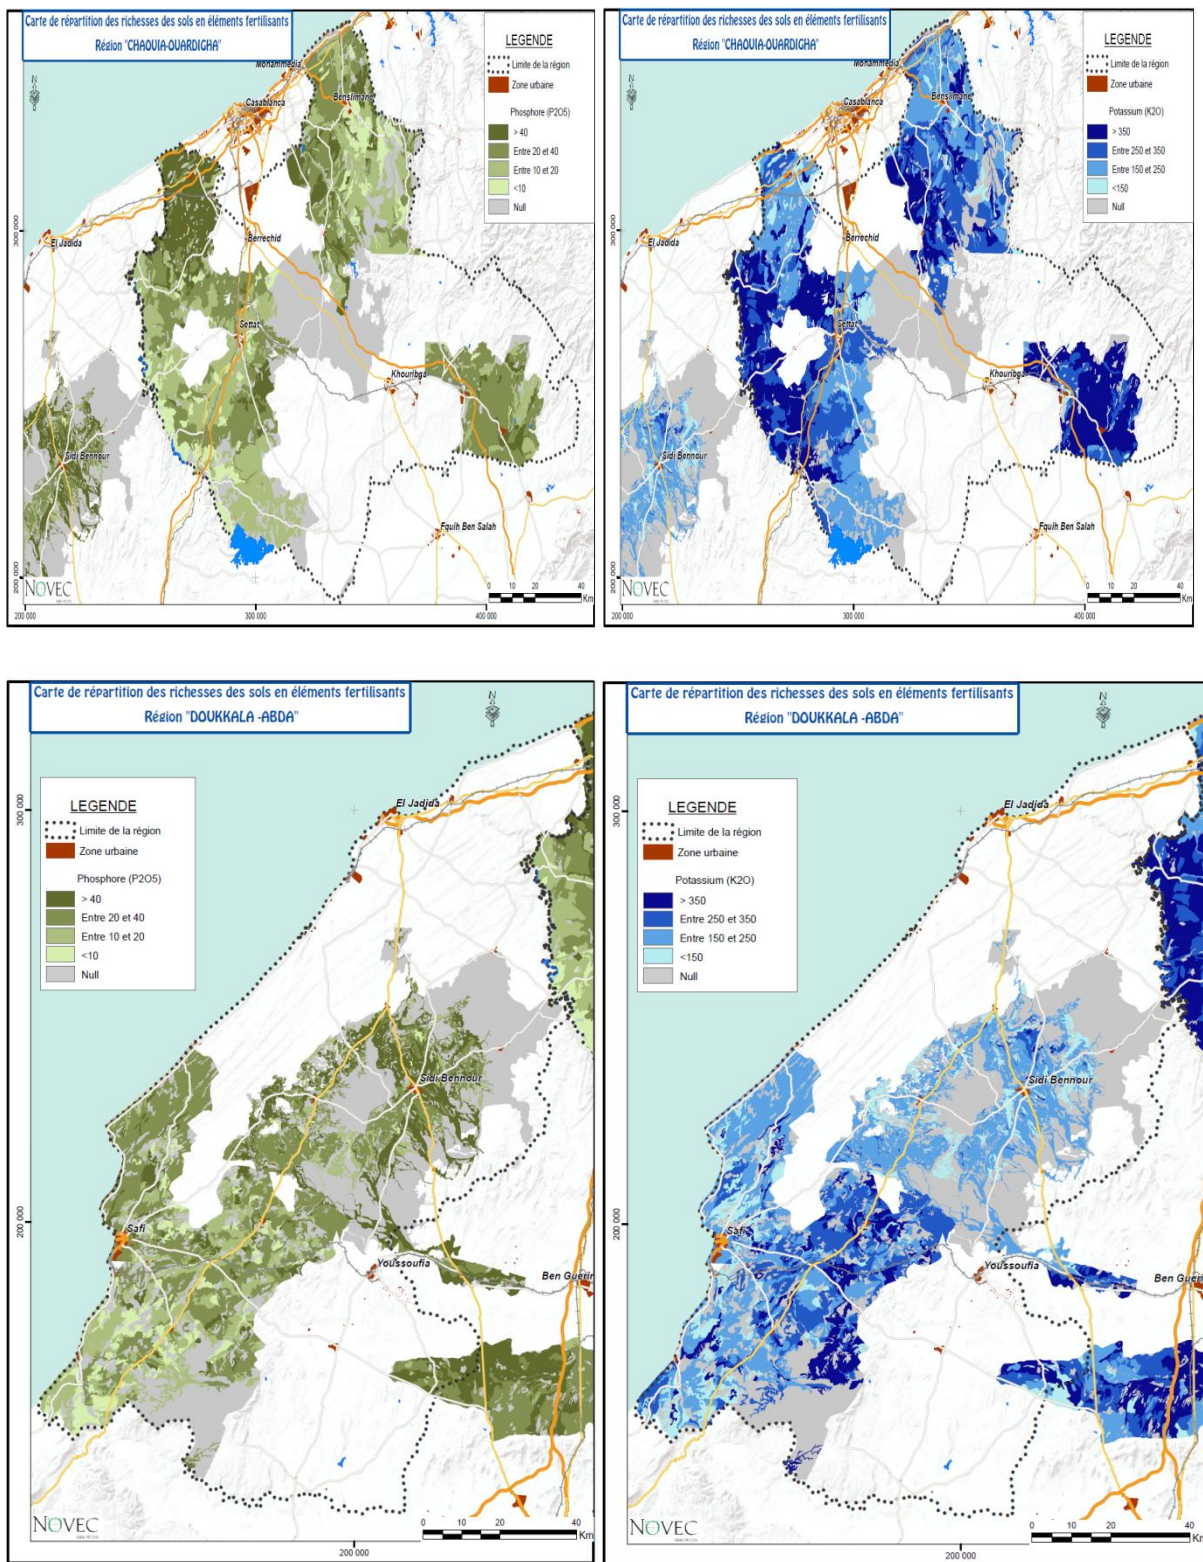 Carte de répartition des richesses des sols en éléments fertilisants
Région "CHAOUIA-OUARDIGHA"
N
LEGENDE
Limite de la région
Zone urbaine
Phosphore (P2O5)
> 40
Entre 20 et 40
Entre 10 et 20
<10
Null
Mohammedia
Casablanca
Benslimane
El Jadida
Berrechid
Settat
Khouribga
Sidi Bennour
Fquih Ben Salah
300 000
200 000
NOVEC
0 10 20 40
Km
200 000
300 000
400 000
Carte de répartition des richesses des sols en éléments fertilisants
Région "CHAOUIA-OUARDIGHA"
N
LEGENDE
Limite de la région
Zone urbaine
Potassium (K2O)
> 350
Entre 250 et 350
Entre 150 et 250
<150
Null
Mohammedia
Casablanca
Benslimane
El Jadida
Berrechid
Settat
Khouribga
Sidi Bennour
Fquih Ben Salah
300 000
200 000
NOVEC
0 10 20 40
Km
200 000
300 000
400 000
Carte de répartition des richesses des sols en éléments fertilisants
Région "DOUKKALA -ABDA"
N
LEGENDE
Limite de la région
Zone urbaine
Phosphore (P2O5)
> 40
Entre 20 et 40
Entre 10 et 20
<10
Null
El Jadida
Sidi Bennour
Safi
Youssoufia
Ben Guerir
300 000
200 000
NOVEC
0 10 20 40
Km
200 000
Carte de répartition des richesses des sols en éléments fertilisants
Région "DOUKKALA -ABDA"
N
LEGENDE
Limite de la région
Zone urbaine
Potassium (K2O)
> 350
Entre 250 et 350
Entre 150 et 250
<150
Null
El Jadida
Sidi Bennour
Safi
Youssoufia
Ben Guerir
300 000
200 000
NOVEC
0 10 20 40
Km
200 000